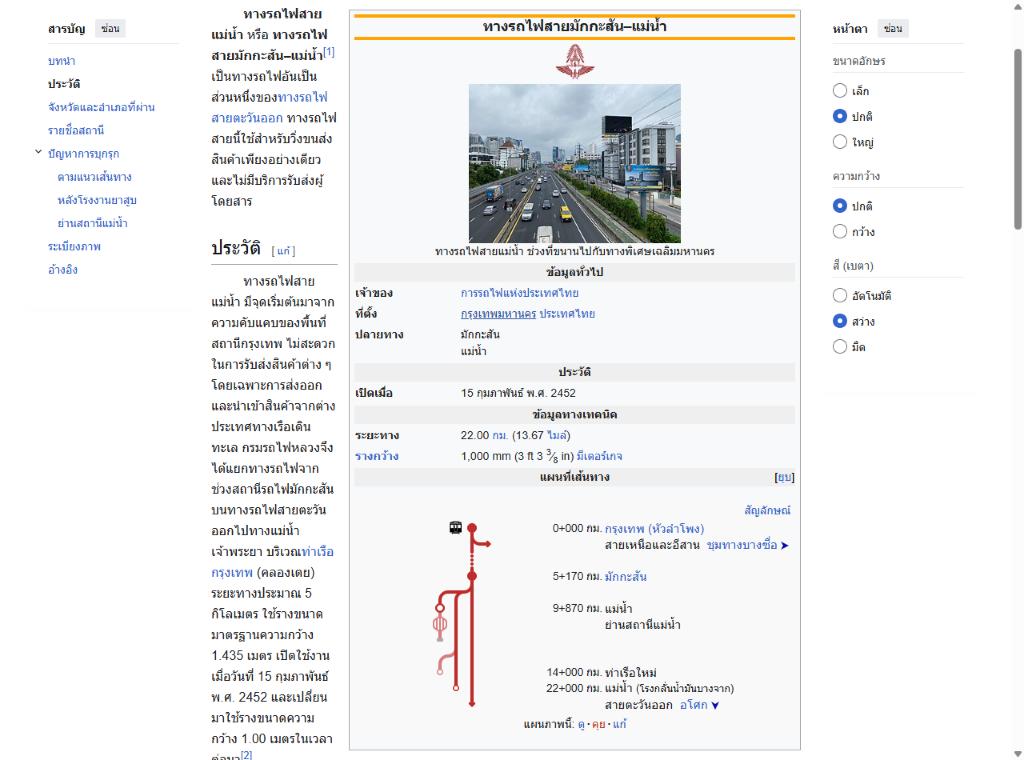 สารบัญ ซ่อน
บทนำ
ประวัติ
จังหวัดและอำเภอที่ผ่าน
รายชื่อสถานี
ปัญหาการบุกรุก
ตามแนวเส้นทาง
หลังโรงงานยาสูบ
ย่านสถานีแม่น้ำ
ระเบียงภาพ
อ้างอิง
ทางรถไฟสาย
แม่น้ำ หรือ ทางรถไฟ
สายมักกะสัน–แม่น้ำ[1]
เป็นทางรถไฟอันเป็น
ส่วนหนึ่งของทางรถไฟ
สายตะวันออก ทางรถไฟ
สายนี้ใช้สำหรับวิ่งขนส่ง
สินค้าเพียงอย่างเดียว
และไม่มีบริการรับส่งผู้
โดยสาร
ประวัติ [ แก้ ]
ทางรถไฟสาย
แม่น้ำ มีจุดเริ่มต้นมาจาก
ความคับแคบของพื้นที่
สถานีกรุงเทพ ไม่สะดวก
ในการรับส่งสินค้าต่าง ๆ
โดยเฉพาะการส่งออก
และนำเข้าสินค้าจากต่าง
ประเทศทางเรือเดิน
ทะเล กรมรถไฟหลวงจึง
ได้แยกทางรถไฟจาก
ช่วงสถานีรถไฟมักกะสัน
บนทางรถไฟสายตะวัน
ออกไปทางแม่น้ำ
เจ้าพระยา บริเวณท่าเรือ
กรุงเทพ (คลองเตย)
ระยะทางประมาณ 5
กิโลเมตร ใช้รางขนาด
มาตรฐานความกว้าง
1.435 เมตร เปิดใช้งาน
เมื่อวันที่ 15 กุมภาพันธ์
พ.ศ. 2452 และเปลี่ยน
มาใช้รางขนาดความ
กว้าง 1.00 เมตรในเวลา
ต่อมา[2]
ทางรถไฟสายมักกะสัน–แม่น้ำ
ทางรถไฟสายแม่น้ำ ช่วงที่ขนานไปกับทางพิเศษเฉลิมมหานคร
ข้อมูลทั่วไป
เจ้าของ การรถไฟแห่งประเทศไทย
ที่ตั้ง กรุงเทพมหานคร ประเทศไทย
ปลายทาง มักกะสัน
แม่น้ำ
ประวัติ
เปิดเมื่อ 15 กุมภาพันธ์ พ.ศ. 2452
ข้อมูลทางเทคนิค
ระยะทาง 22.00 กม. (13.67 ไมล์)
รางกว้าง 1,000 mm (3 ft 3 3⁄8 in) มีเตอร์เกจ
แผนที่เส้นทาง [ยุบ]
สัญลักษณ์
0+000 กม. กรุงเทพ (หัวลำโพง)
สายเหนือและอีสาน ชุมทางบางซื่อ
5+170 กม. มักกะสัน
9+870 กม. แม่น้ำ
ย่านสถานีแม่น้ำ
14+000 กม. ท่าเรือใหม่
22+000 กม. แม่น้ำ (โรงกลั่นน้ำมันบางจาก)
สายตะวันออก อโศก
แผนภาพนี้: ดู · คุย · แก้
หน้าตา ซ่อน
ขนาดอักษร
เล็ก
ปกติ
ใหญ่
ความกว้าง
ปกติ
กว้าง
สี (เบตา)
อัตโนมัติ
สว่าง
มืด